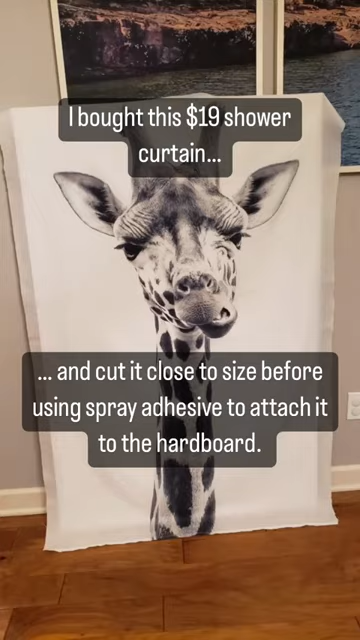 I bought this $19 shower
curtain...
... and cut it close to size before
using spray adhesive to attach it
to the hardboard.